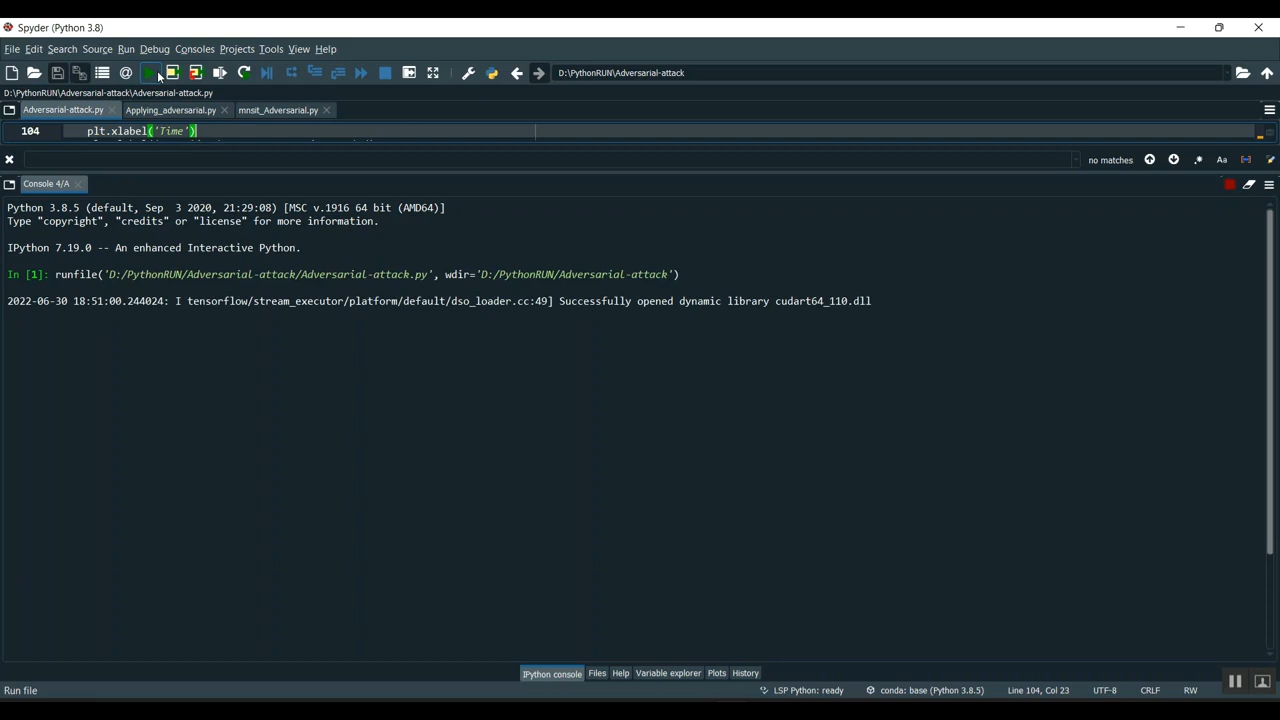 Spyder (Python 3.8)
File Edit Search Source Run Debug Consoles Projects Tools View Help
D:\PythonRUN\Adversarial-attack
D:\PythonRUN\Adversarial-attack\Adversarial-attack.py
Adversarial-attack.py Applying_adversarial.py mnsit_Adversarial.py
104 plt.xlabel('Time')
no matches Aa
Console 4/A
Python 3.8.5 (default, Sep  3 2020, 21:29:08) [MSC v.1916 64 bit (AMD64)]
Type "copyright", "credits" or "license" for more information.
IPython 7.19.0 -- An enhanced Interactive Python.
In [1]: runfile('D:/PythonRUN/Adversarial-attack/Adversarial-attack.py', wdir='D:/PythonRUN/Adversarial-attack')
2022-06-30 18:51:00.244024: I tensorflow/stream_executor/platform/default/dso_loader.cc:49] Successfully opened dynamic library cudart64_110.dll
IPython console Files Help Variable explorer Plots History
Run file LSP Python: ready conda: base (Python 3.8.5) Line 104, Col 23 UTF-8 CRLF RW